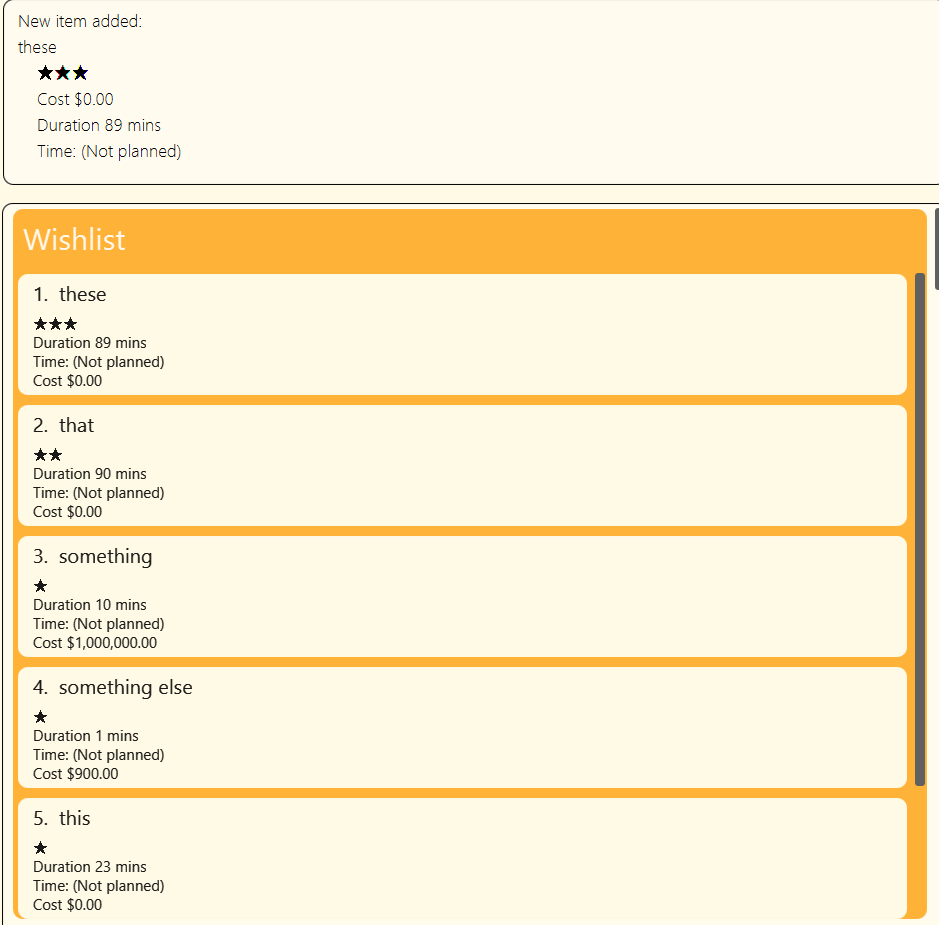 New item added:
these
★★★
Cost $0.00
Duration 89 mins
Time: (Not planned)
Wishlist
1. these
★★★
Duration 89 mins
Time: (Not planned)
Cost $0.00
2. that
★★
Duration 90 mins
Time: (Not planned)
Cost $0.00
3. something
★
Duration 10 mins
Time: (Not planned)
Cost $1,000,000.00
4. something else
★
Duration 1 mins
Time: (Not planned)
Cost $900.00
5. this
★
Duration 23 mins
Time: (Not planned)
Cost $0.00